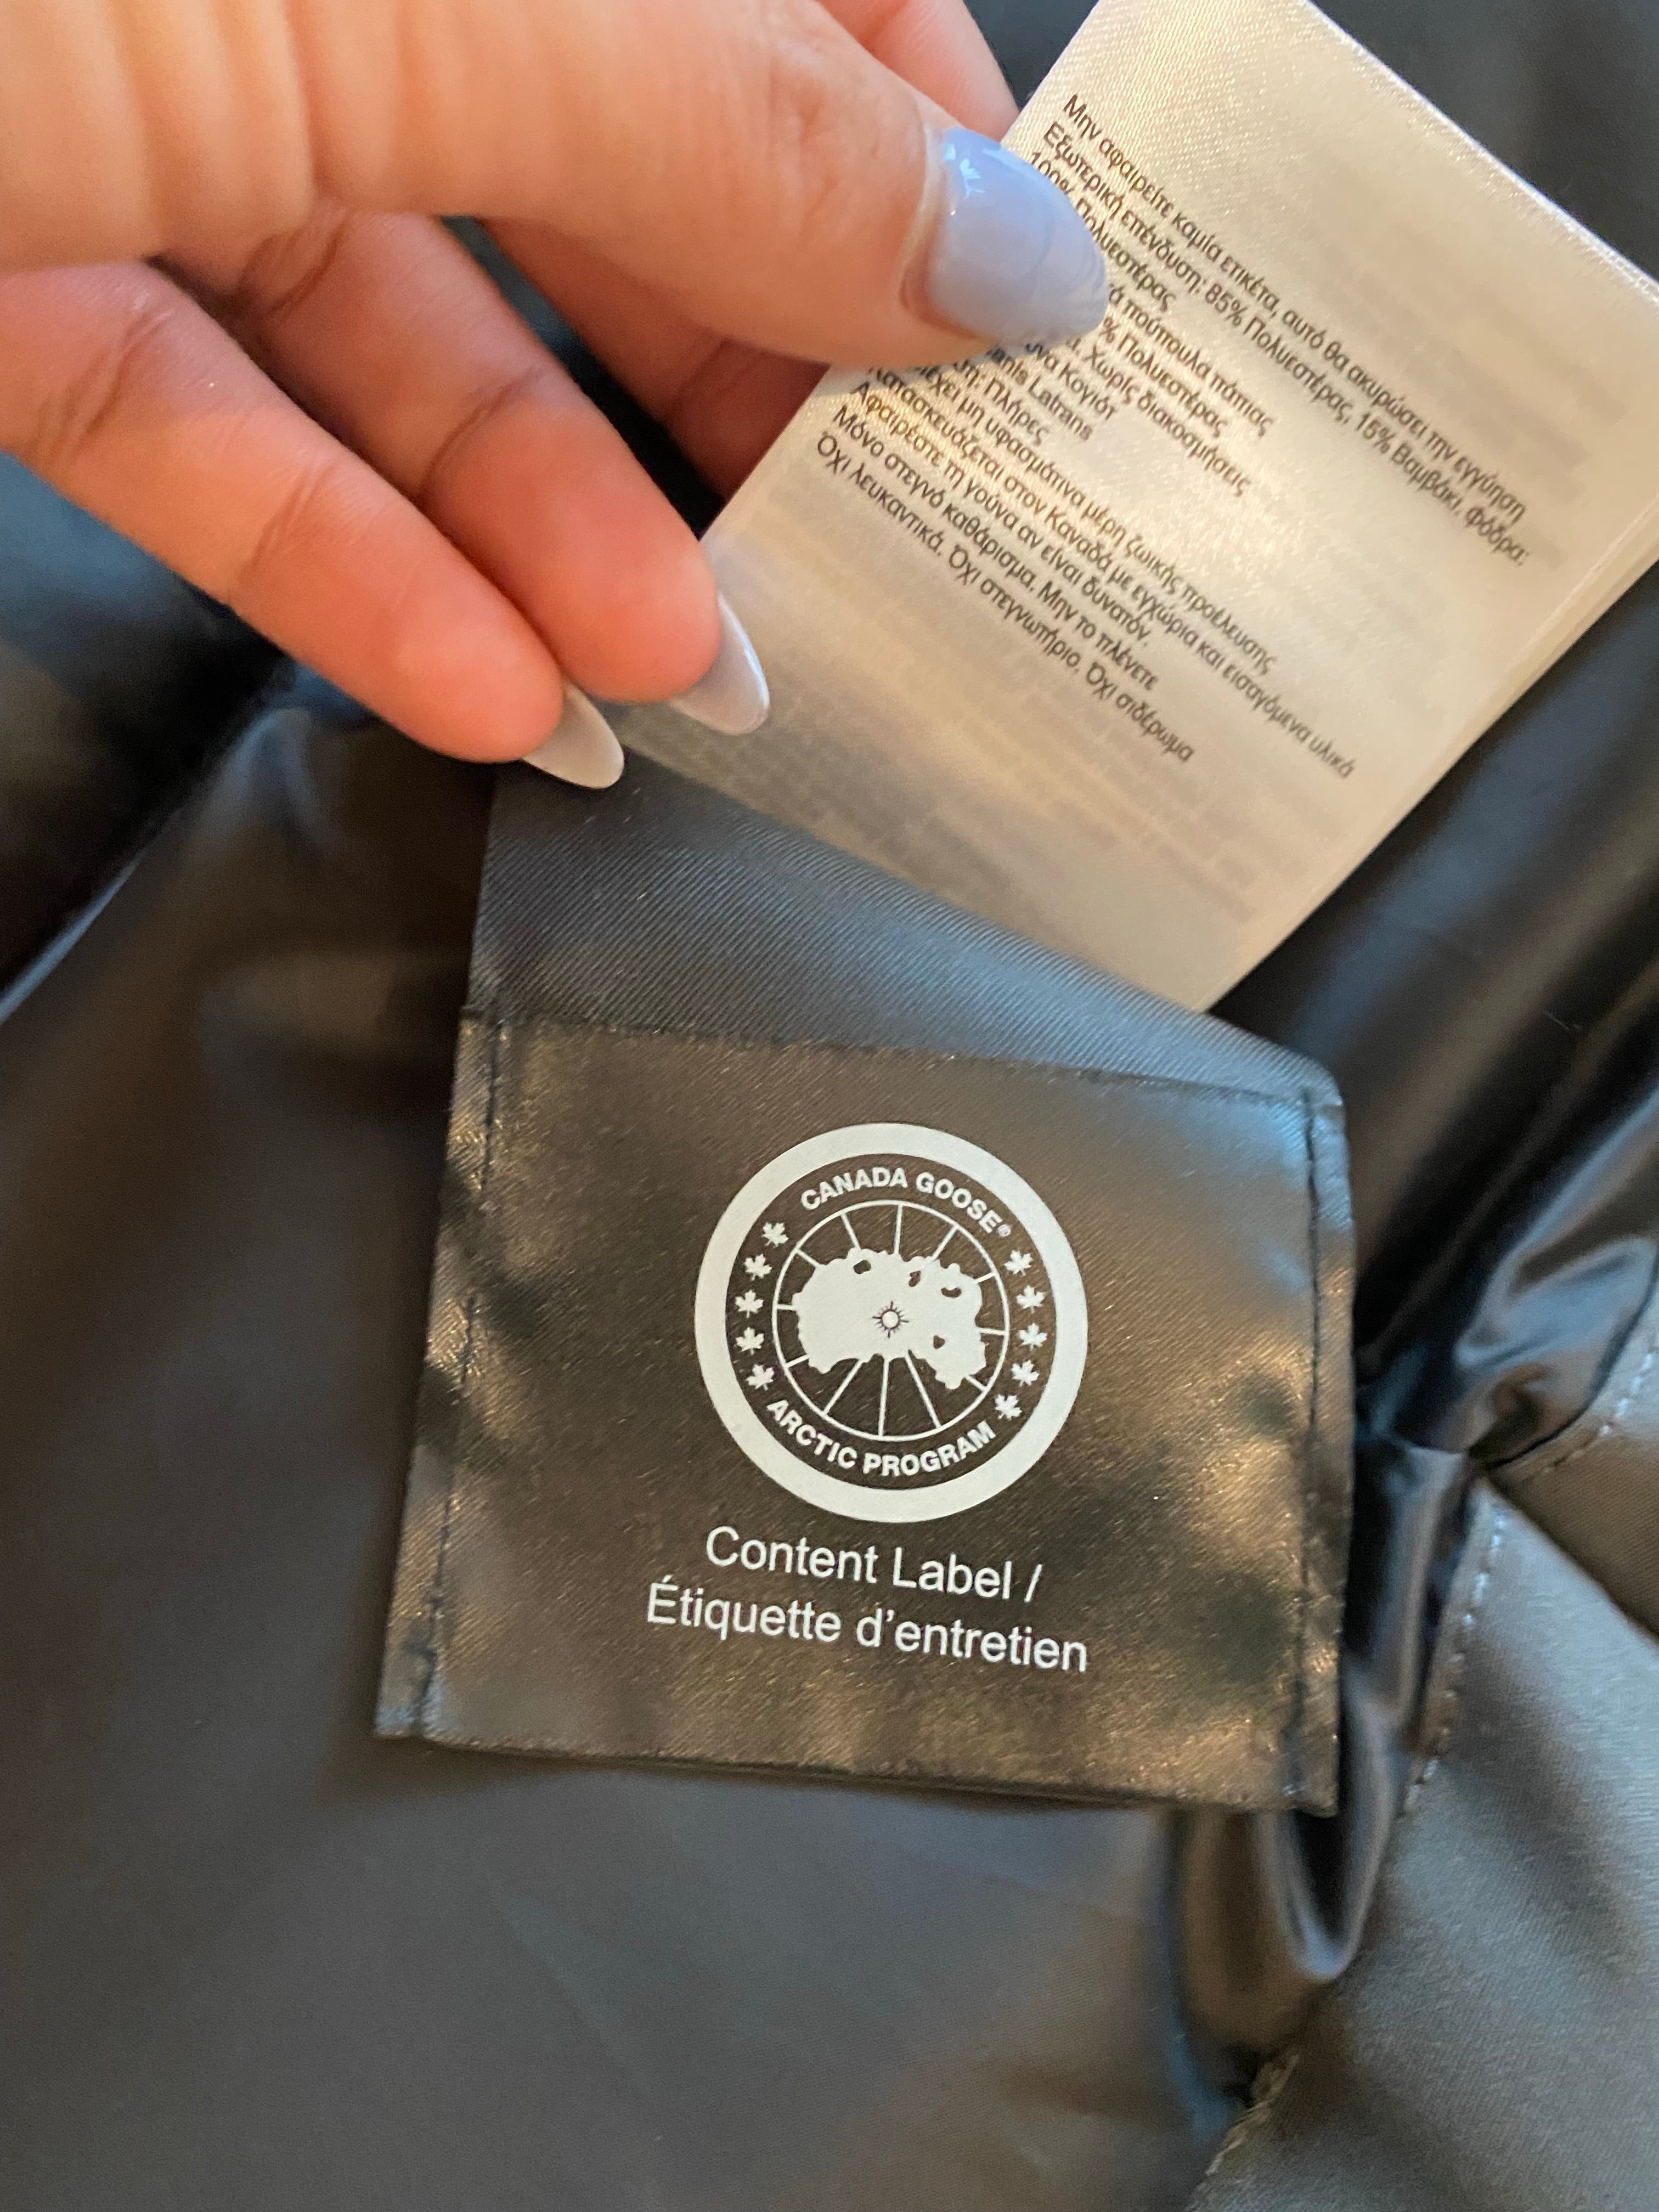 Μην αφαιρείτε καμία ετικέτα, αυτό θα ακυρώσει την εγγύηση
Εξωτερική επένδυση: 85% Πολυεστέρας, 15% Βαμβάκι, φόδρα:
100% Πολυεστέρας
πούπουλα πάπιας
Χωρίς διακοσμήσεις
% Πολυεστέρας
Κογιότ
Latrans
Πλήρες
μη υφασμάτινα μέρη ζωικής προέλευσης
Κατασκευάζεται στον Καναδά με εγχώρια και εισαγόμενα υλικά
Αφαιρέστε τη γούνα αν είναι δυνατόν.
Μόνο στεγνό καθάρισμα. Μην το πλένετε
Όχι λευκαντικά. Όχι στεγνωτήριο. Όχι σιδέρωμα
CANADA GOOSE®
ARCTIC PROGRAM
Content Label /
Étiquette d'entretien